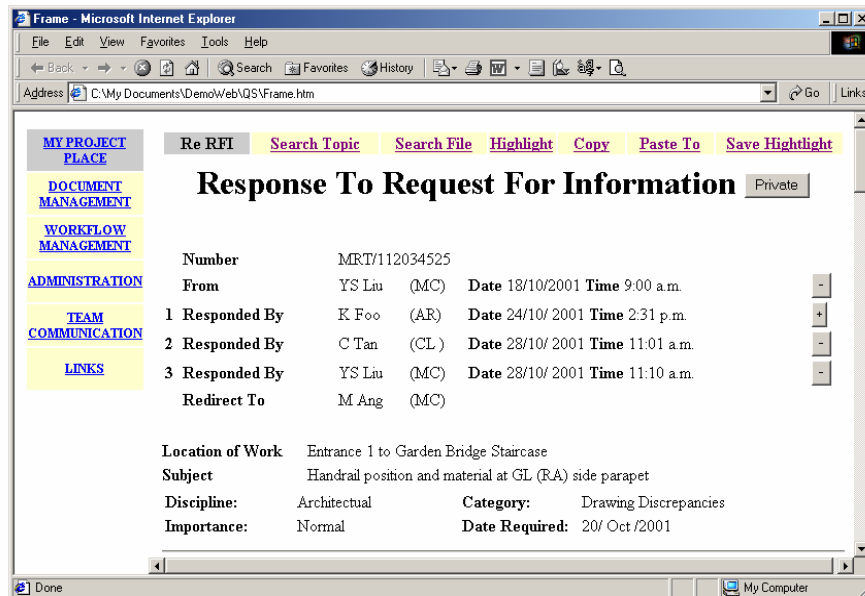 Frame - Microsoft Internet Explorer
File Edit View Favorites Tools Help
Back Search Favorites History
Address C:\My Documents\DemoWeb\QS\Frame.htm Go Links
MY PROJECT PLACE
DOCUMENT MANAGEMENT
WORKFLOW MANAGEMENT
ADMINISTRATION
TEAM COMMUNICATION
LINKS
Re RFI Search Topic Search File Highlight Copy Paste To Save Hightlight
Response To Request For Information Private
Number MRT/112034525
From YS Liu (MC) Date 18/10/2001 Time 9:00 a.m. -
1 Responded By K Foo (AR) Date 24/10/ 2001 Time 2:31 p.m. +
2 Responded By C Tan (CL ) Date 28/10/ 2001 Time 11:01 a.m. -
3 Responded By YS Liu (MC) Date 28/10/ 2001 Time 11:10 a.m. -
Redirect To M Ang (MC)
Location of Work Entrance 1 to Garden Bridge Staircase
Subject Handrail position and material at GL (RA) side parapet
Discipline: Architectual Category: Drawing Discrepancies
Importance: Normal Date Required: 20/ Oct /2001
Done My Computer